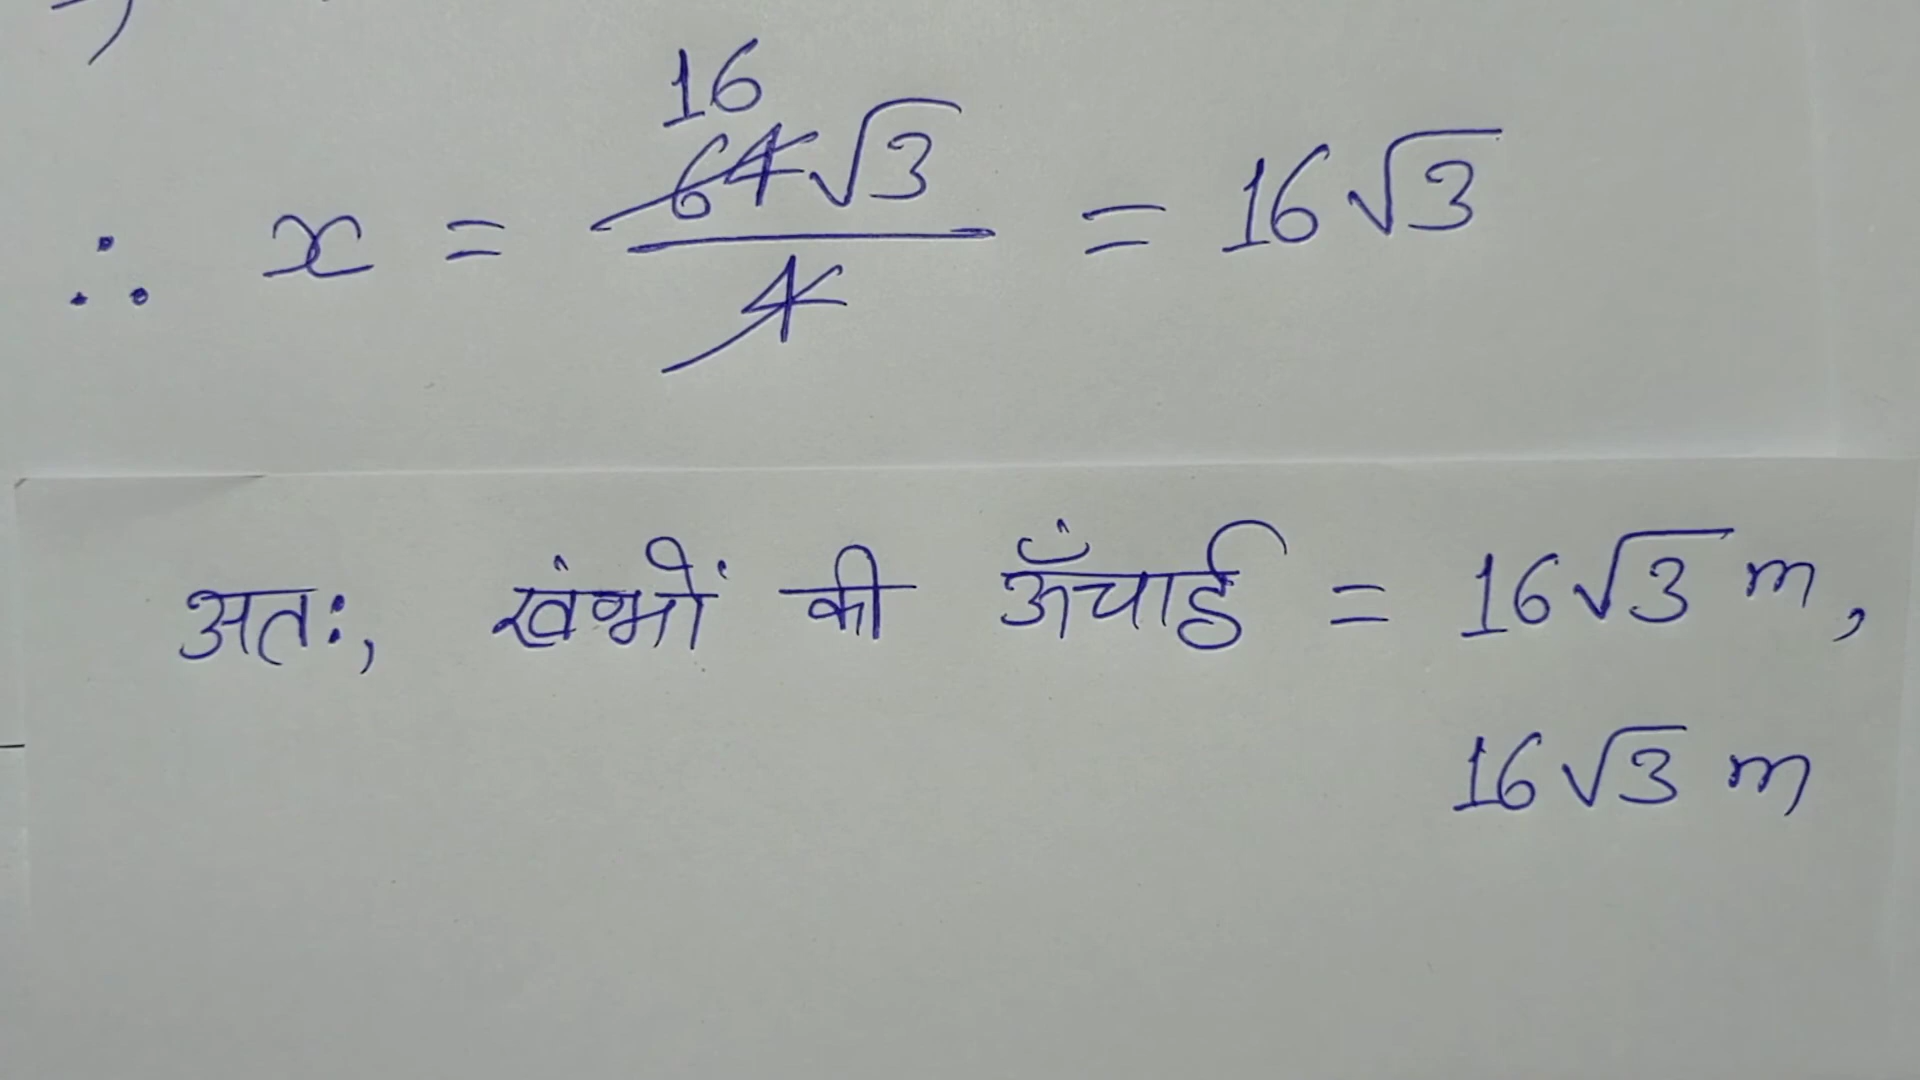 ∴ x = 64√3 / 4 = 16√3
16
अतः, खंभों की ऊँचाई = 16√3 m,
16√3 m